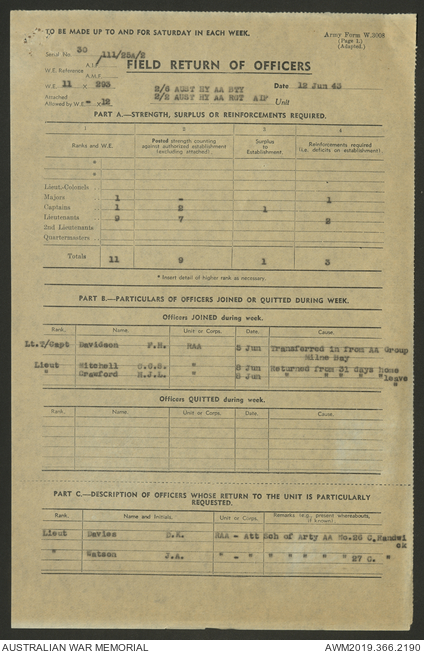 TO BE MADE UP TO AND FOR SATURDAY IN EACH WEEK.
Army Form W.3008
(Page 1.)
(Adapted.)
Serial No. 30 /111/25A/2
A.I.F.
W.E. Reference
A.M.F.
FIELD RETURN OF OFFICERS
W.E. 11 x 293
2/6 AUST HY AA BTY
Date 12 Jun 43
Attached
Allowed by W.E. - 12
2/2 AUST HY AA RGT AIF Unit
PART A.—STRENGTH, SURPLUS OR REINFORCEMENTS REQUIRED.
1 2 3 4
Ranks and W.E.
Posted strength counting against authorized establishment (excluding attached)
Surplus to Establishment.
Reinforcements required (i.e. deficits on establishment).
*
*
Lieut.-Colonels
Majors 1 - 1
Captains 1 2 1
Lieutenants 9 7 2
2nd Lieutenants
Quartermasters
Totals 11 9 1 3
* Insert detail of higher rank as necessary.
PART B.—PARTICULARS OF OFFICERS JOINED OR QUITTED DURING WEEK.
Officers JOINED during week.
Rank. Name. Unit or Corps. Date. Cause.
Lt.T/Capt Davidson F.H. RAA 5 Jun Transferred in from AA Group
Milne Bay
Lieut Mitchell C.G.S. " 8 Jun Returned from 31 days home
" Crawford H.J.L. " 8 Jun " " " " "leave
Officers QUITTED during week.
Rank. Name. Unit or Corps. Date. Cause.
PART C.—DESCRIPTION OF OFFICERS WHOSE RETURN TO THE UNIT IS PARTICULARLY
REQUESTED.
Rank. Name and Initials. Unit or Corps. Remarks (e.g., present whereabouts,
if known).
Lieut Davies D.R. RAA - Att Sch of Arty AA No.26 C.Randwi
ck
" Watson J.A. " - " " " " " " 27 C. "
AUSTRALIAN WAR MEMORIAL
AWM2019.366.2190